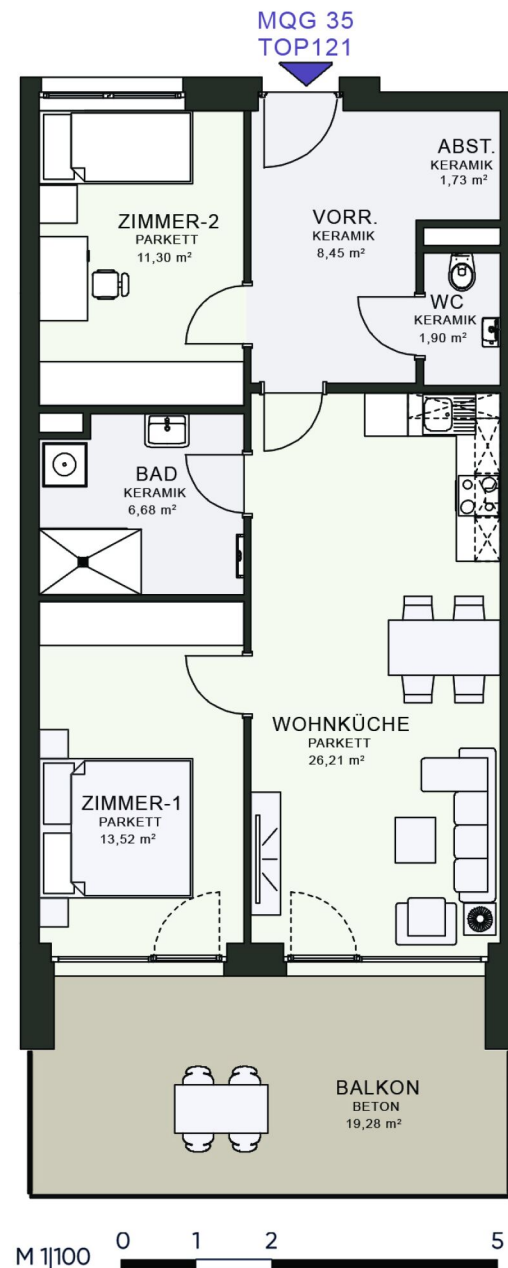 MQG 35
TOP121
ABST.
KERAMIK
1,73 m²
ZIMMER-2
PARKETT
11,30 m²
VORR.
KERAMIK
8,45 m²
WC
KERAMIK
1,90 m²
BAD
KERAMIK
6,68 m²
WOHNKÜCHE
PARKETT
26,21 m²
ZIMMER-1
PARKETT
13,52 m²
BALKON
BETON
19,28 m²
M 1|100 0 1 2 5